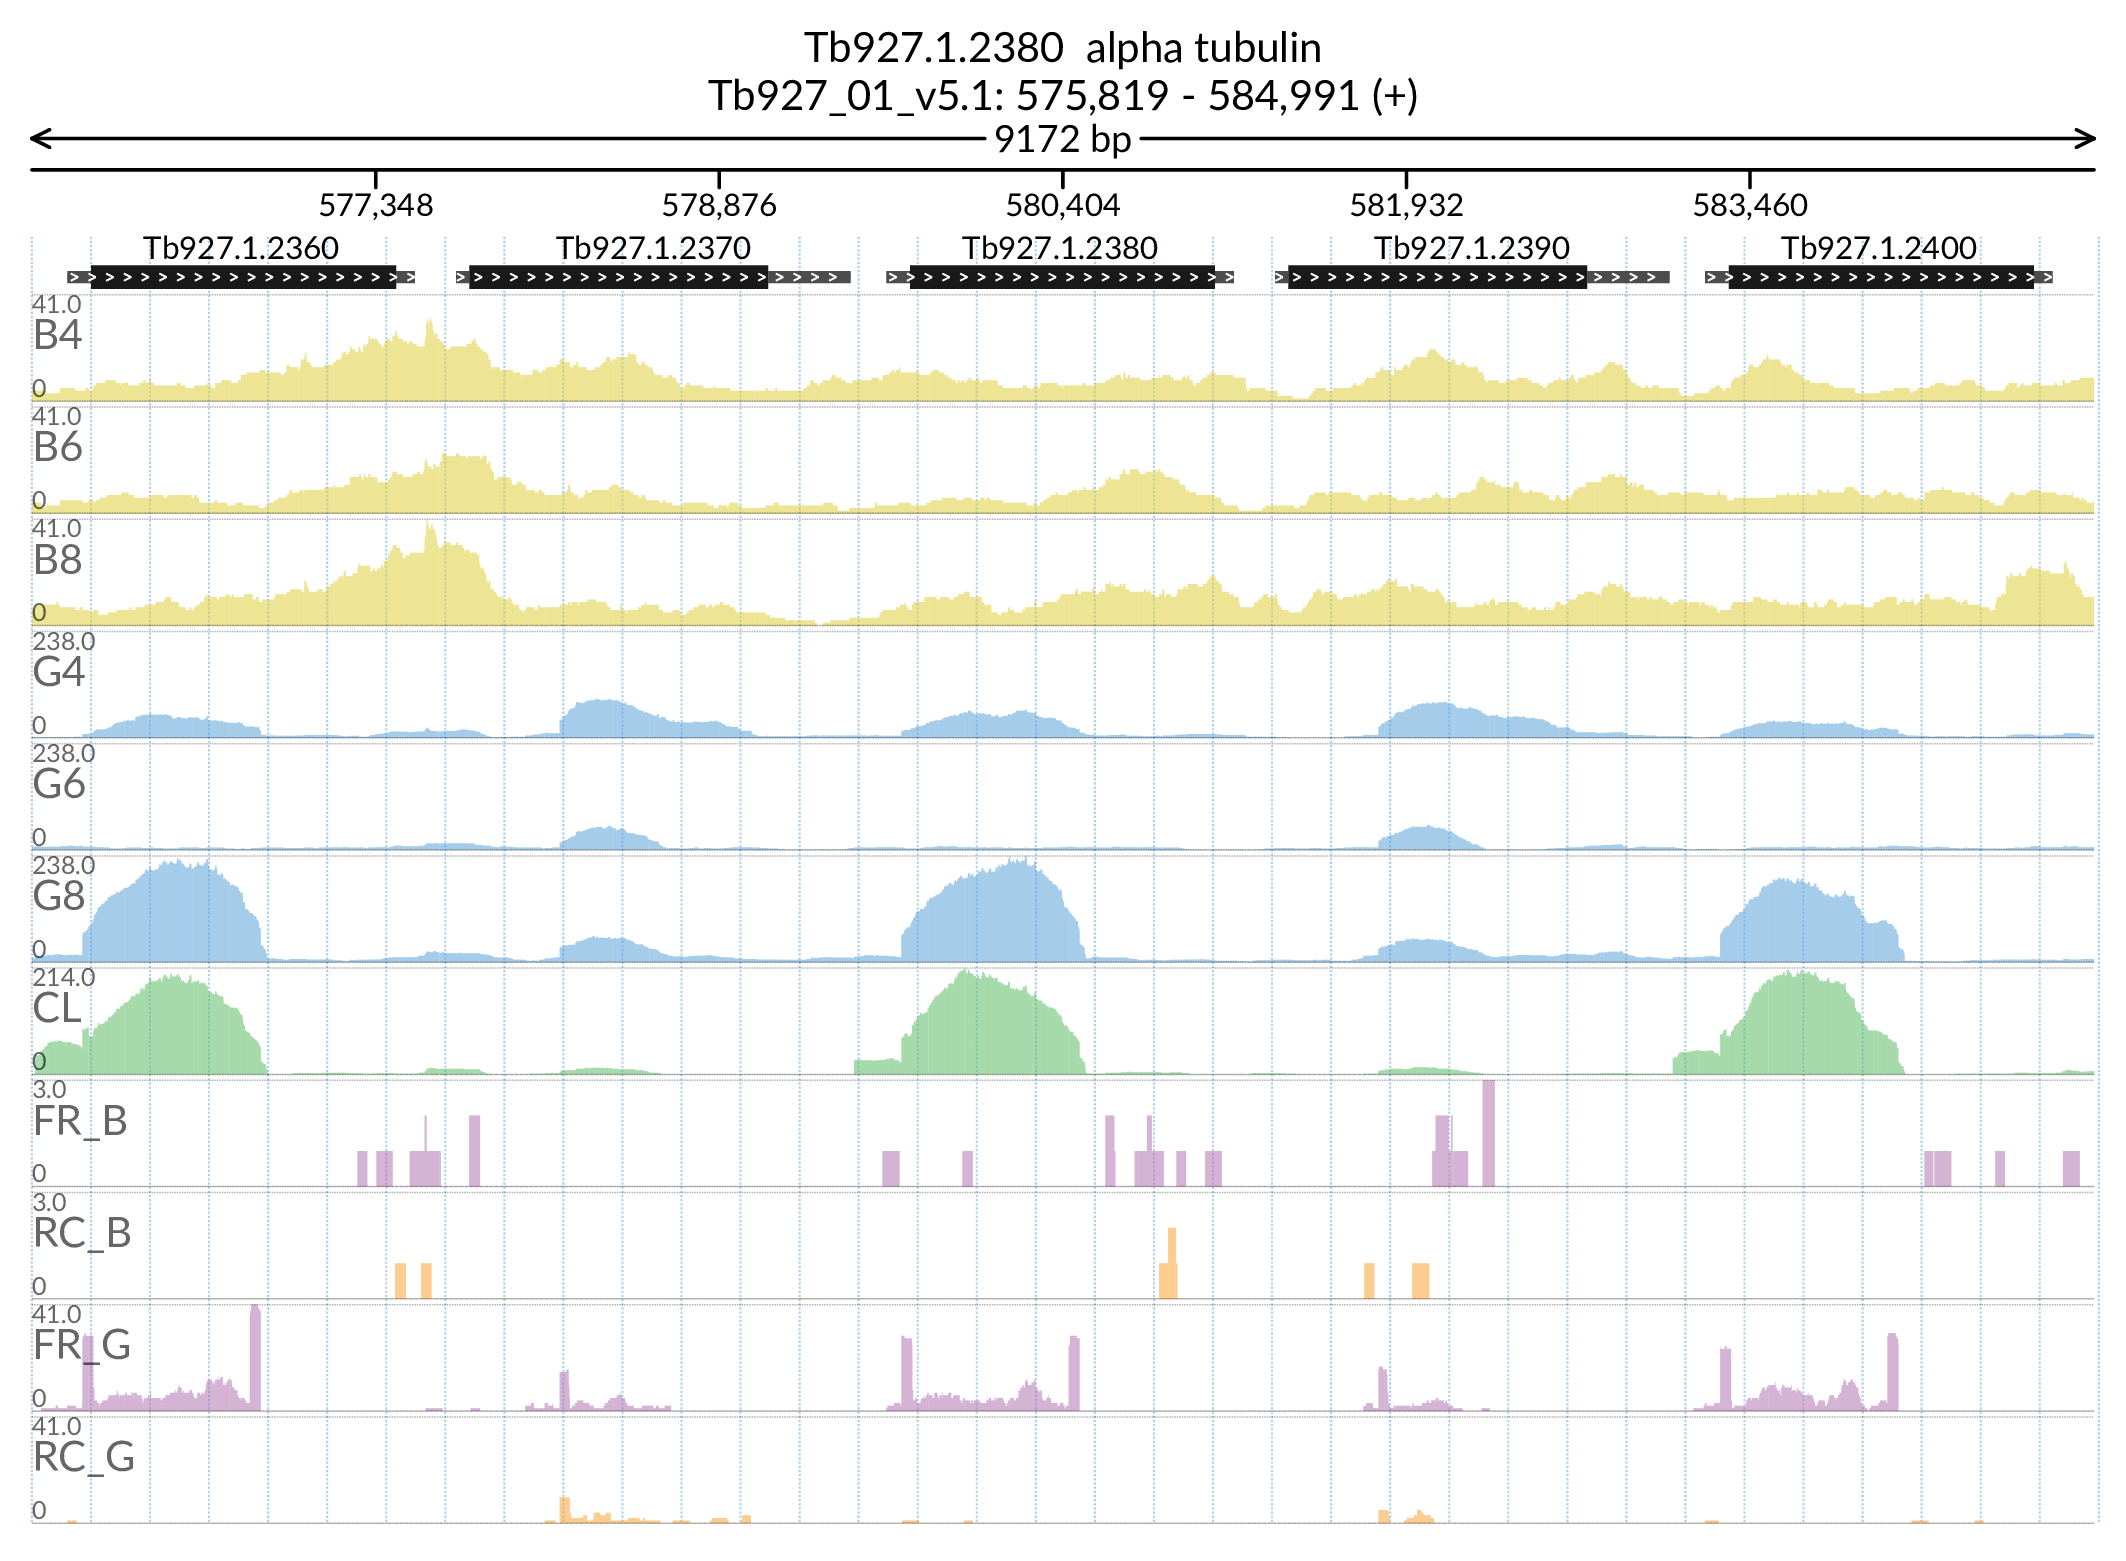 Tb927.1.2380  alpha tubulin
Tb927_01_v5.1: 575,819 - 584,991 (+)
9172 bp
577,348 578,876 580,404 581,932 583,460
Tb927.1.2360 Tb927.1.2370 Tb927.1.2380 Tb927.1.2390 Tb927.1.2400
41.0
B4
0
41.0
B6
0
41.0
B8
0
238.0
G4
0
238.0
G6
0
238.0
G8
0
214.0
CL
0
3.0
FR_B
0
3.0
RC_B
0
41.0
FR_G
0
41.0
RC_G
0